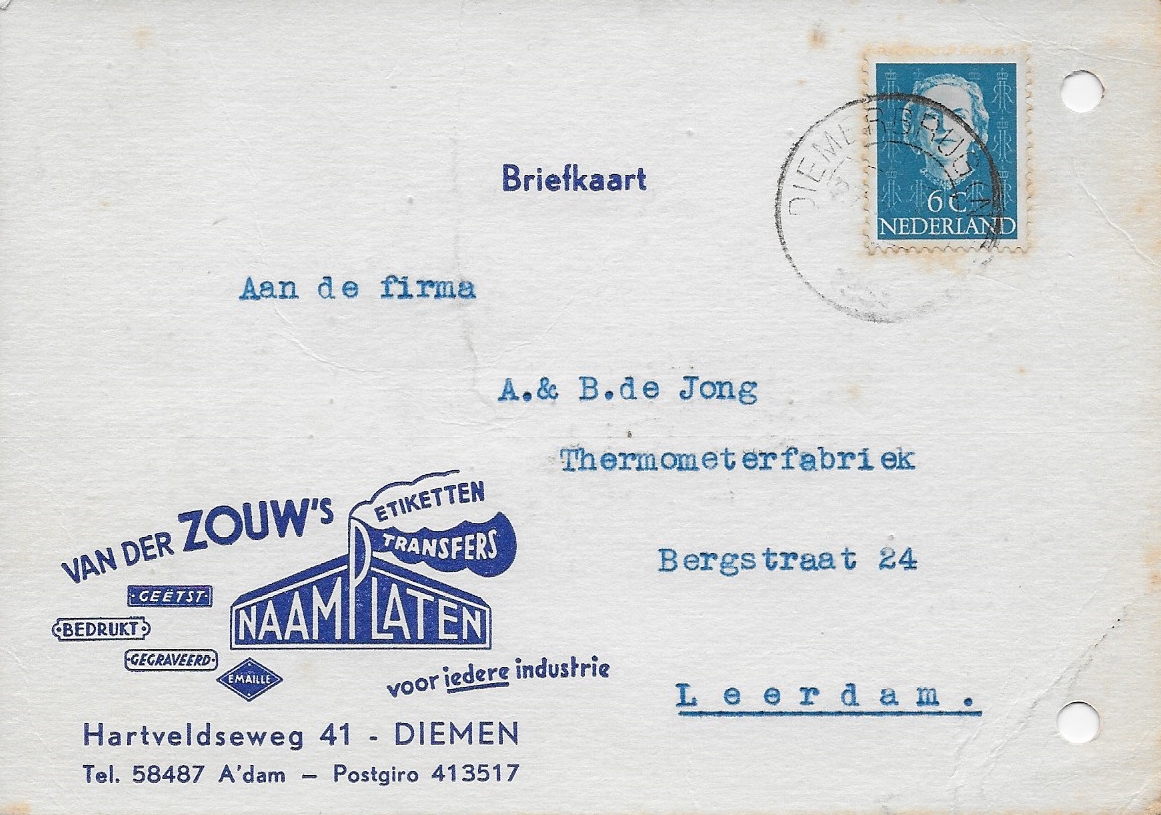 Briefkaart
6 C
NEDERLAND
DIEMERBRUG
Aan de firma
A.& B.de Jong
Thermometerfabriek
Bergstraat 24
Leerdam.
VAN DER ZOUW'S
ETIKETTEN
TRANSFERS
GEËTST
BEDRUKT
GEGRAVEERD
EMAILLE
NAAMPLATEN
voor iedere industrie
Hartveldseweg 41 - DIEMEN
Tel. 58487 A'dam — Postgiro 413517